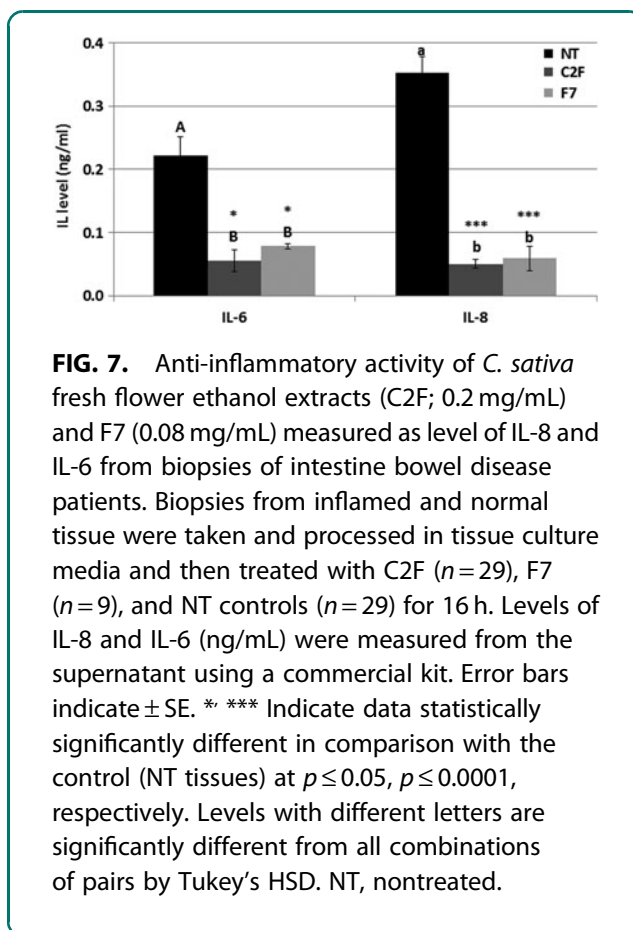 0.4
NT
C2F
F7
a
0.3
A
IL level (ng/ml)
0.2
* * *** ***
B B b b
0.1
0.0
IL-6 IL-8
FIG. 7. Anti-inflammatory activity of C. sativa
fresh flower ethanol extracts (C2F; 0.2 mg/mL)
and F7 (0.08 mg/mL) measured as level of IL-8 and
IL-6 from biopsies of intestine bowel disease
patients. Biopsies from inflamed and normal
tissue were taken and processed in tissue culture
media and then treated with C2F (n = 29), F7
(n = 9), and NT controls (n = 29) for 16 h. Levels of
IL-8 and IL-6 (ng/mL) were measured from the
supernatant using a commercial kit. Error bars
indicate ± SE. *, *** Indicate data statistically
significantly different in comparison with the
control (NT tissues) at p ≤ 0.05, p ≤ 0.0001,
respectively. Levels with different letters are
significantly different from all combinations
of pairs by Tukey's HSD. NT, nontreated.